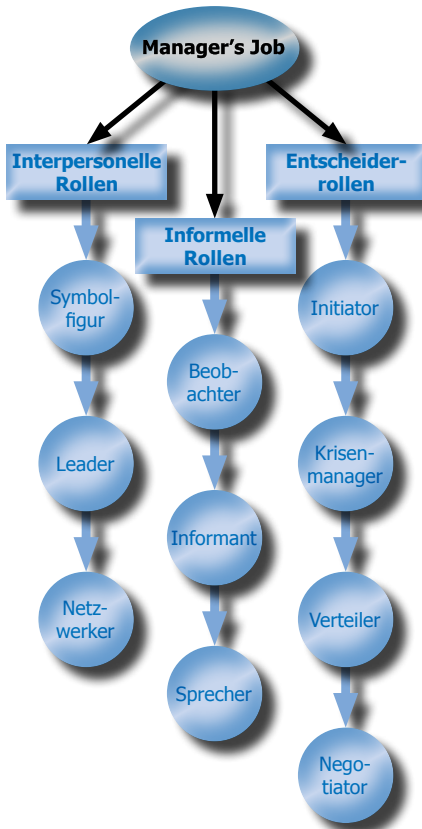 Manager’s Job
Interpersonelle
Rollen
Symbol-
figur
Leader
Netz-
werker
Informelle
Rollen
Beob-
achter
Informant
Sprecher
Entscheider-
rollen
Initiator
Krisen-
manager
Verteiler
Nego-
tiator